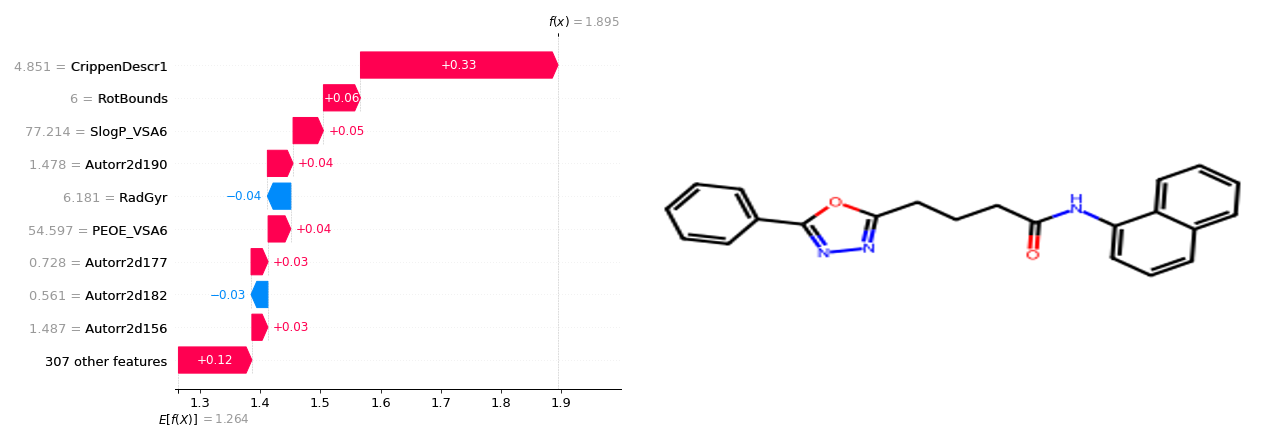 f(x) = 1.895
4.851 = CrippenDescr1
+0.33
6 = RotBounds
+0.06
77.214 = SlogP_VSA6
+0.05
1.478 = Autorr2d190
+0.04
6.181 = RadGyr
−0.04
54.597 = PEOE_VSA6
+0.04
0.728 = Autorr2d177
+0.03
0.561 = Autorr2d182
−0.03
1.487 = Autorr2d156
+0.03
307 other features
+0.12
1.3 1.4 1.5 1.6 1.7 1.8 1.9
E[f(X)] = 1.264
O
N N
O
H
N